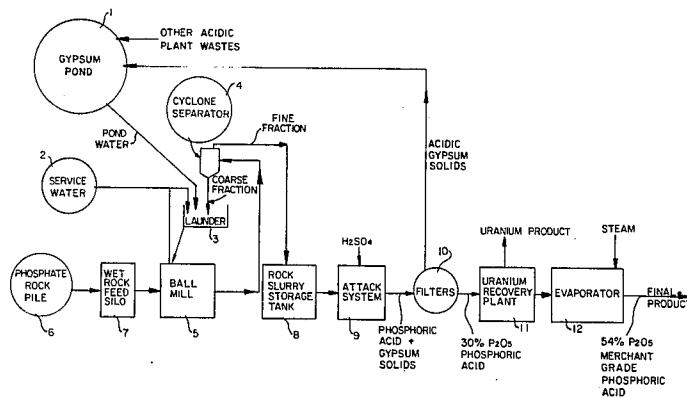 1
OTHER ACIDIC
PLANT WASTES
GYPSUM
POND
4
CYCLONE
SEPARATOR
FINE
FRACTION
POND
WATER
2
SERVICE
WATER
COARSE
FRACTION
LAUNDER
3
ACIDIC
GYPSUM
SOLIDS
H₂SO₄
10
URANIUM PRODUCT
STEAM
PHOSPHATE
ROCK
PILE
6
WET
ROCK
FEED
SILO
7
BALL
MILL
5
ROCK
SLURRY
STORAGE
TANK
8
ATTACK
SYSTEM
9
FILTERS
URANIUM
RECOVERY
PLANT
11
EVAPORATOR
12
FINAL
PRODUCT
PHOSPHORIC
ACID +
GYPSUM
SOLIDS
30% P₂O₅
PHOSPHORIC
ACID
54% P₂O₅
MERCHANT
GRADE
PHOSPHORIC
ACID